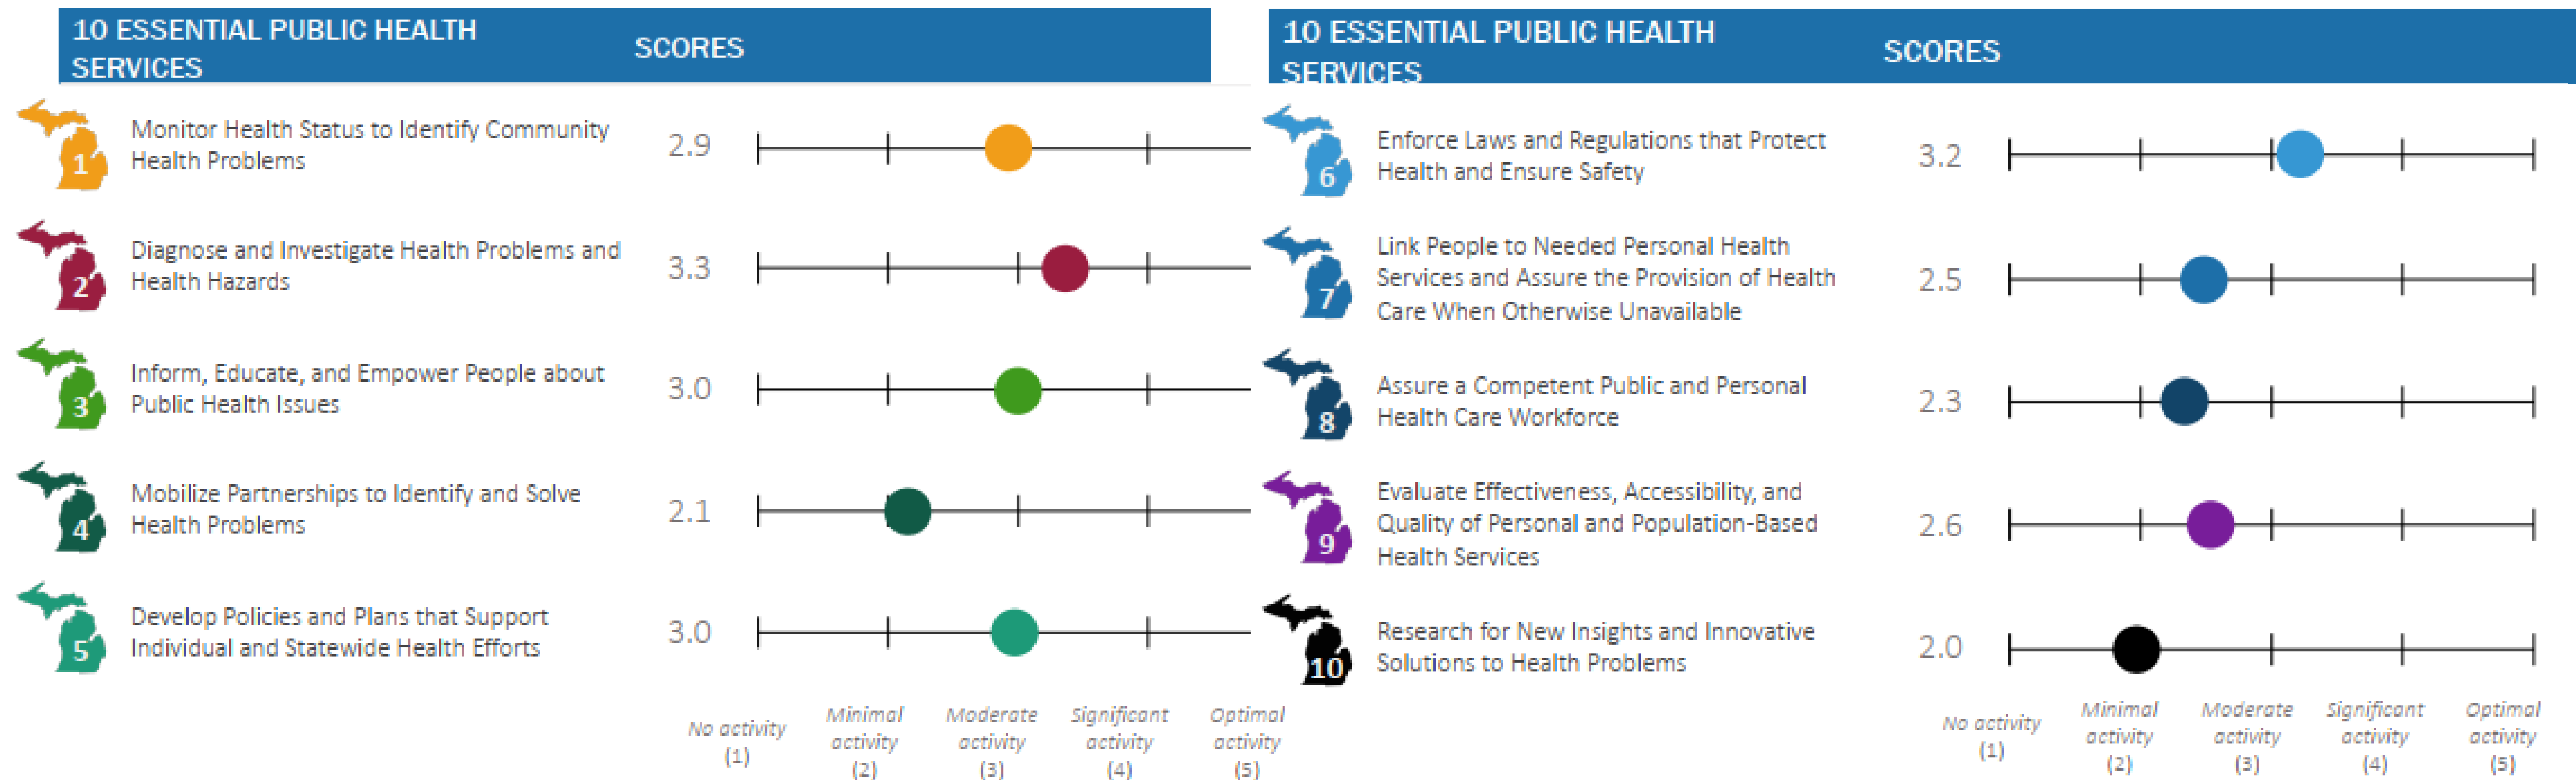 10 ESSENTIAL PUBLIC HEALTH
SERVICES
SCORES
1
Monitor Health Status to Identify Community
Health Problems
2.9
2
Diagnose and Investigate Health Problems and
Health Hazards
3.3
3
Inform, Educate, and Empower People about
Public Health Issues
3.0
4
Mobilize Partnerships to Identify and Solve
Health Problems
2.1
5
Develop Policies and Plans that Support
Individual and Statewide Health Efforts
3.0
No activity
(1)
Minimal
activity
(2)
Moderate
activity
(3)
Significant
activity
(4)
Optimal
activity
(5)
10 ESSENTIAL PUBLIC HEALTH
SERVICES
SCORES
6
Enforce Laws and Regulations that Protect
Health and Ensure Safety
3.2
7
Link People to Needed Personal Health
Services and Assure the Provision of Health
Care When Otherwise Unavailable
2.5
8
Assure a Competent Public and Personal
Health Care Workforce
2.3
9
Evaluate Effectiveness, Accessibility, and
Quality of Personal and Population-Based
Health Services
2.6
10
Research for New Insights and Innovative
Solutions to Health Problems
2.0
No activity
(1)
Minimal
activity
(2)
Moderate
activity
(3)
Significant
activity
(4)
Optimal
activity
(5)